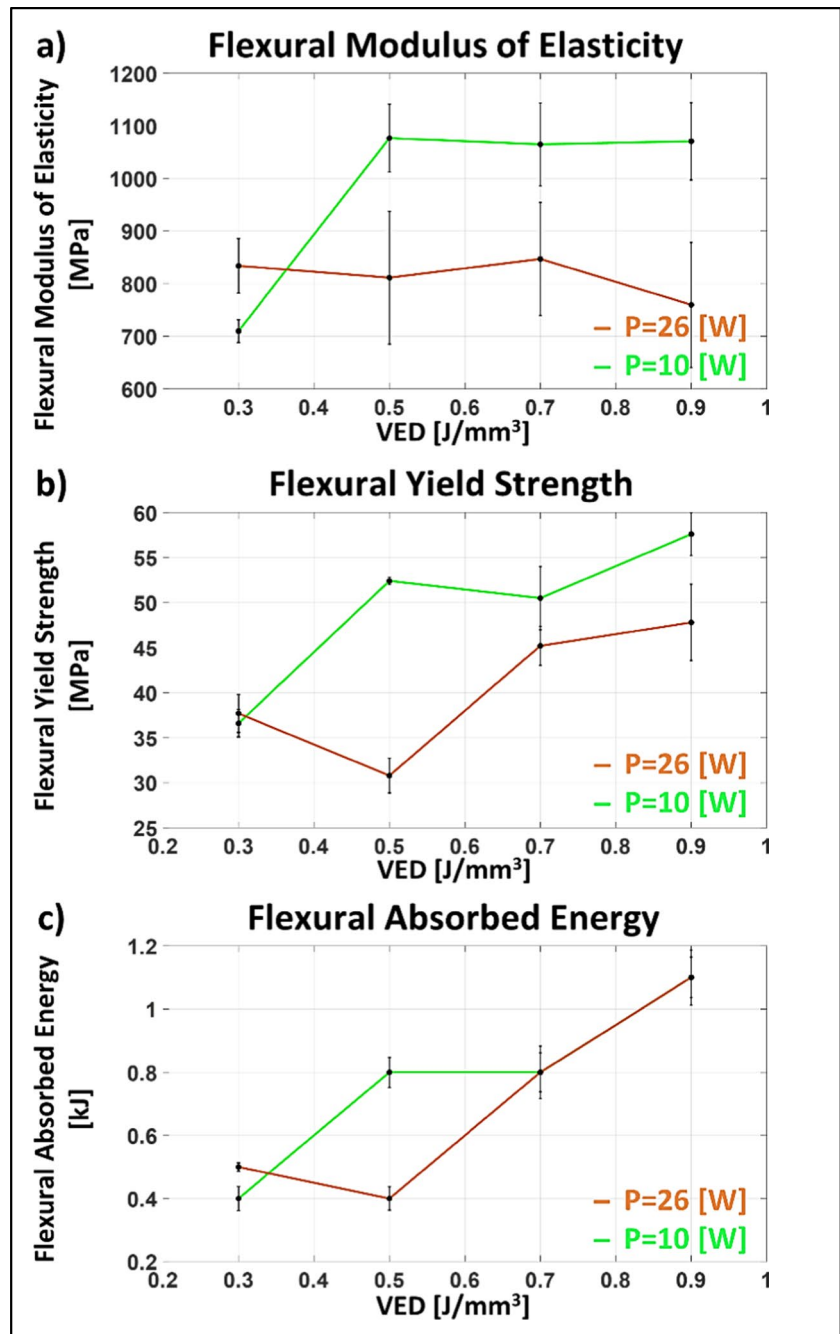 a) Flexural Modulus of Elasticity
Flexural Modulus of Elasticity
[MPa]
1200
1100
1000
900
800
700
600
0.3 0.4 0.5 0.6 0.7 0.8 0.9 1
VED [J/mm³]
P=26 [W]
P=10 [W]
b) Flexural Yield Strength
Flexural Yield Strength
[MPa]
60
55
50
45
40
35
30
25
0.2 0.3 0.4 0.5 0.6 0.7 0.8 0.9 1
VED [J/mm³]
P=26 [W]
P=10 [W]
c) Flexural Absorbed Energy
Flexural Absorbed Energy
[kJ]
1.2
1
0.8
0.6
0.4
0.2
0.2 0.3 0.4 0.5 0.6 0.7 0.8 0.9 1
VED [J/mm³]
P=26 [W]
P=10 [W]